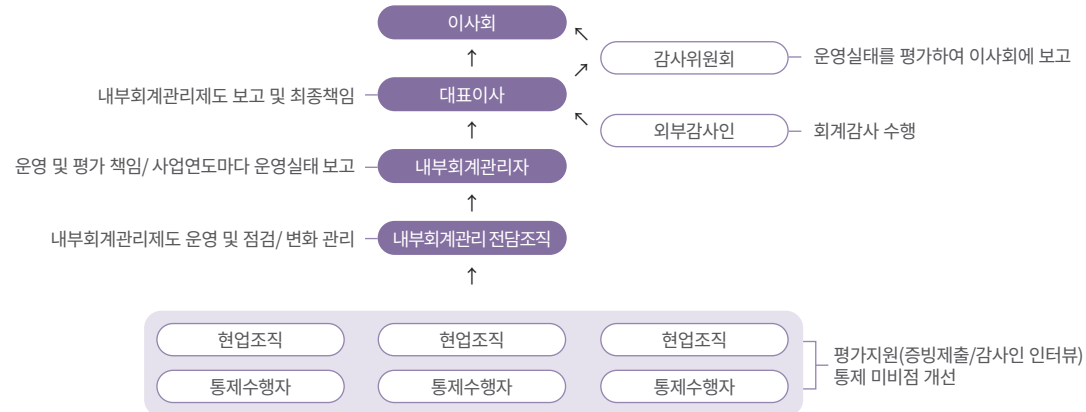 이사회
↑
감사위원회
운영실태를 평가하여 이사회에 보고
내부회계관리제도 보고 및 최종책임
대표이사
외부감사인
회계감사 수행
운영 및 평가 책임/ 사업연도마다 운영실태 보고
내부회계관리자
내부회계관리제도 운영 및 점검/ 변화 관리
내부회계관리 전담조직
현업조직
현업조직
현업조직
통제수행자
통제수행자
통제수행자
평가지원(증빙제출/감사인 인터뷰)
통제 미비점 개선